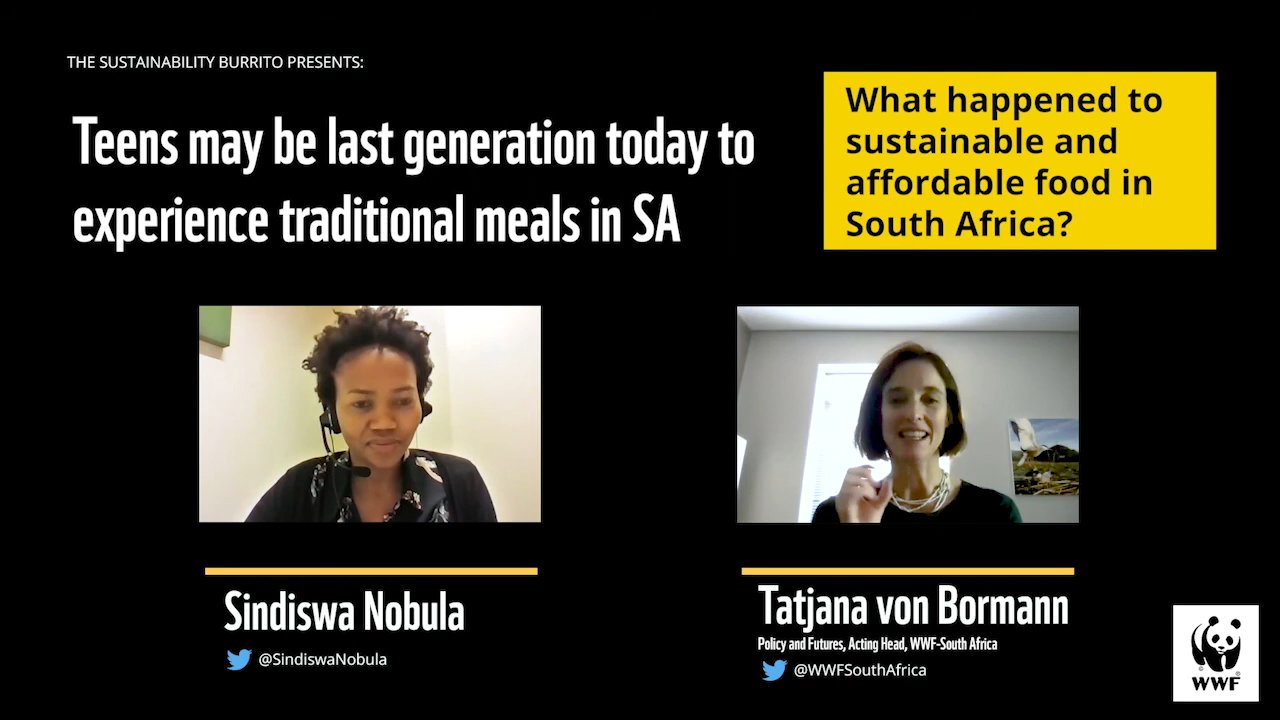 THE SUSTAINABILITY BURRITO PRESENTS:
Teens may be last generation today to
experience traditional meals in SA
What happened to
sustainable and
affordable food in
South Africa?
Sindiswa Nobula
@SindiswaNobula
Tatjana von Bormann
Policy and Futures, Acting Head, WWF-South Africa
@WWFSouthAfrica
WWF